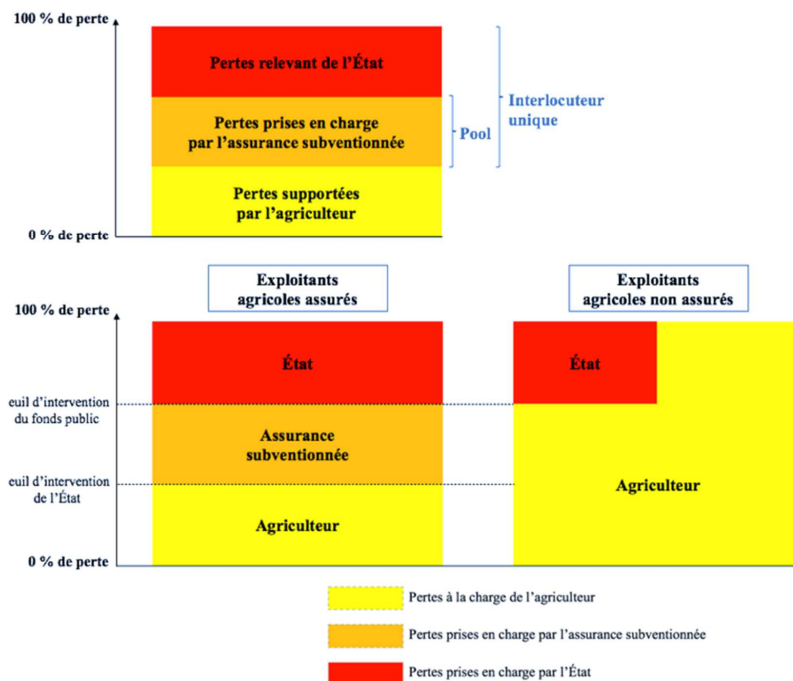 100 % de perte
Pertes relevant de l’État
Pertes prises en charge
par l’assurance subventionnée
Pertes supportées
par l’agriculteur
Pool
Interlocuteur
unique
0 % de perte
Exploitants
agricoles assurés
Exploitants
agricoles non assurés
100 % de perte
État
État
euil d’intervention
du fonds public
Assurance
subventionnée
euil d’intervention
de l’État
Agriculteur
Agriculteur
0 % de perte
Pertes à la charge de l’agriculteur
Pertes prises en charge par l’assurance subventionnée
Pertes prises en charge par l’État